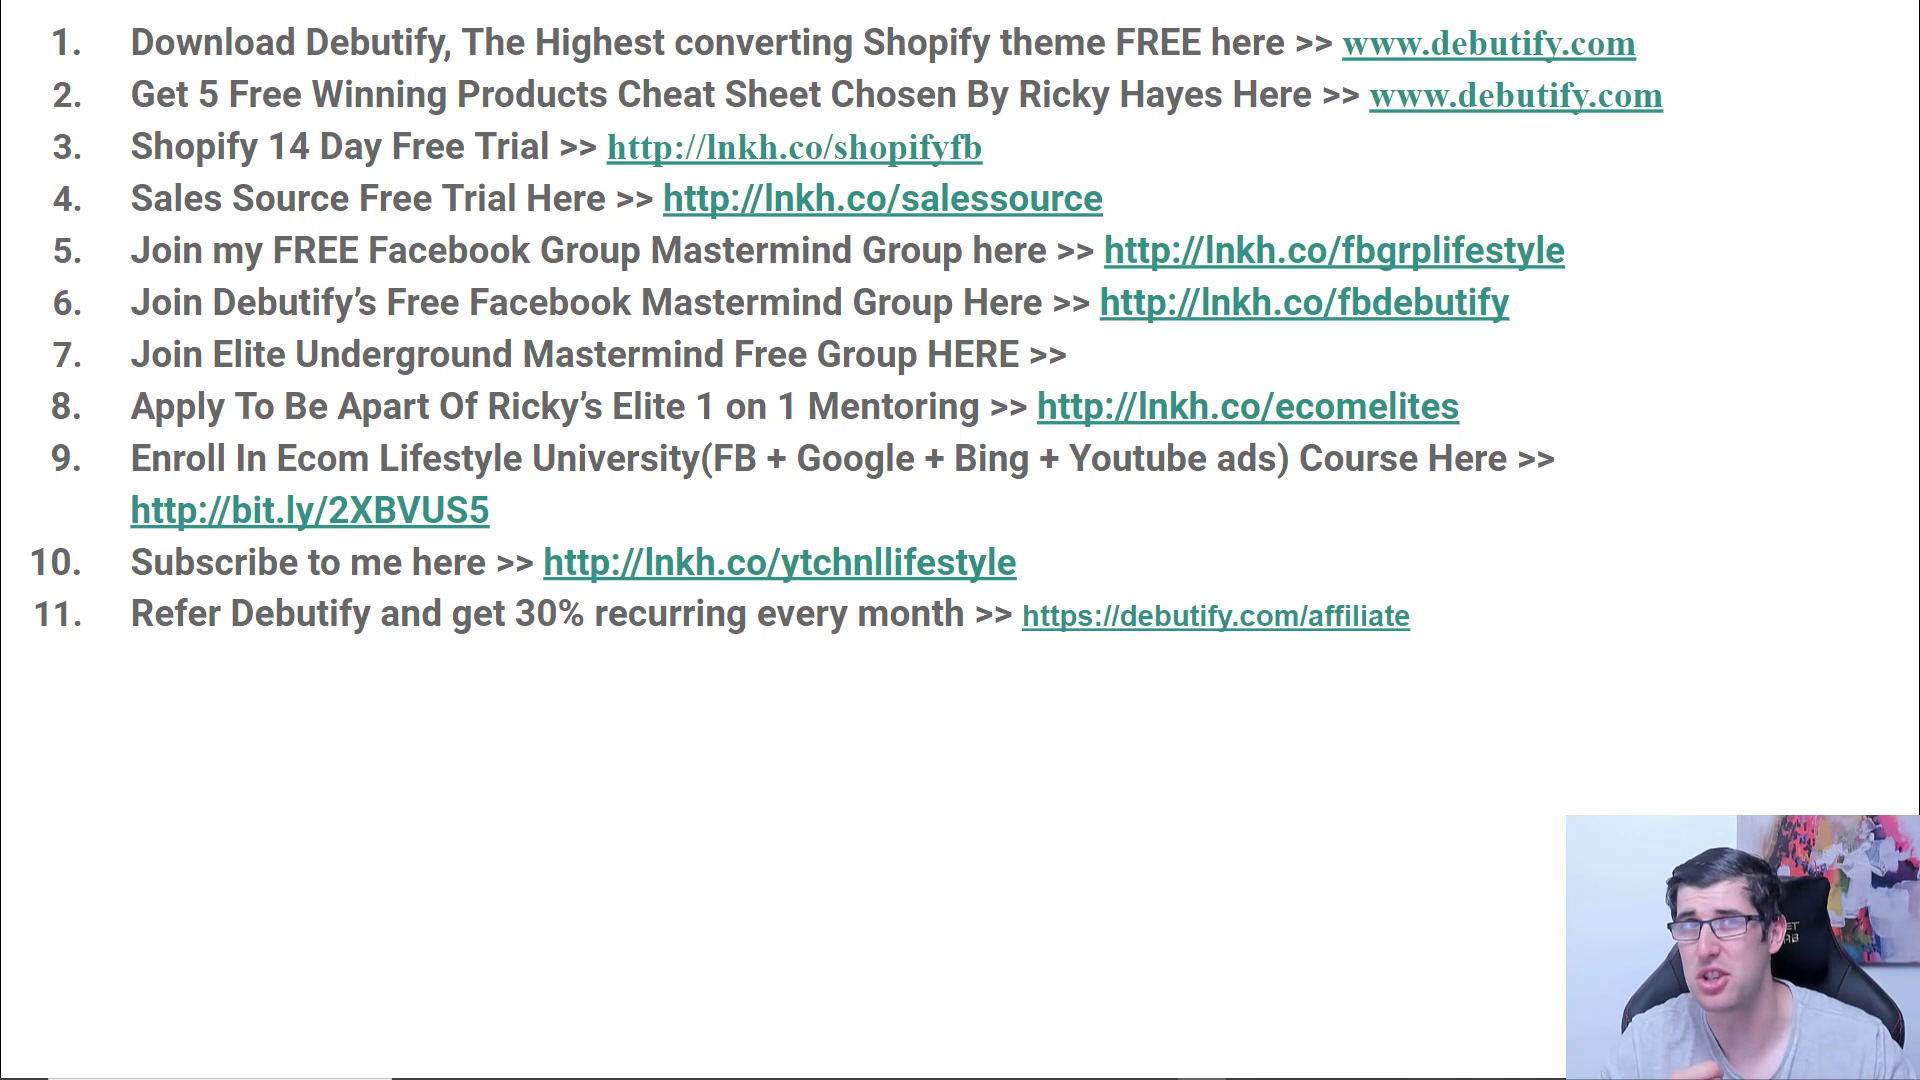 1. Download Debutify, The Highest converting Shopify theme FREE here >> www.debutify.com
2. Get 5 Free Winning Products Cheat Sheet Chosen By Ricky Hayes Here >> www.debutify.com
3. Shopify 14 Day Free Trial >> http://lnkh.co/shopifyfb
4. Sales Source Free Trial Here >> http://lnkh.co/salessource
5. Join my FREE Facebook Group Mastermind Group here >> http://lnkh.co/fbgrplifestyle
6. Join Debutify’s Free Facebook Mastermind Group Here >> http://lnkh.co/fbdebutify
7. Join Elite Underground Mastermind Free Group HERE >>
8. Apply To Be Apart Of Ricky’s Elite 1 on 1 Mentoring >> http://lnkh.co/ecomelites
9. Enroll In Ecom Lifestyle University(FB + Google + Bing + Youtube ads) Course Here >>
http://bit.ly/2XBVUS5
10. Subscribe to me here >> http://lnkh.co/ytchnllifestyle
11. Refer Debutify and get 30% recurring every month >> https://debutify.com/affiliate